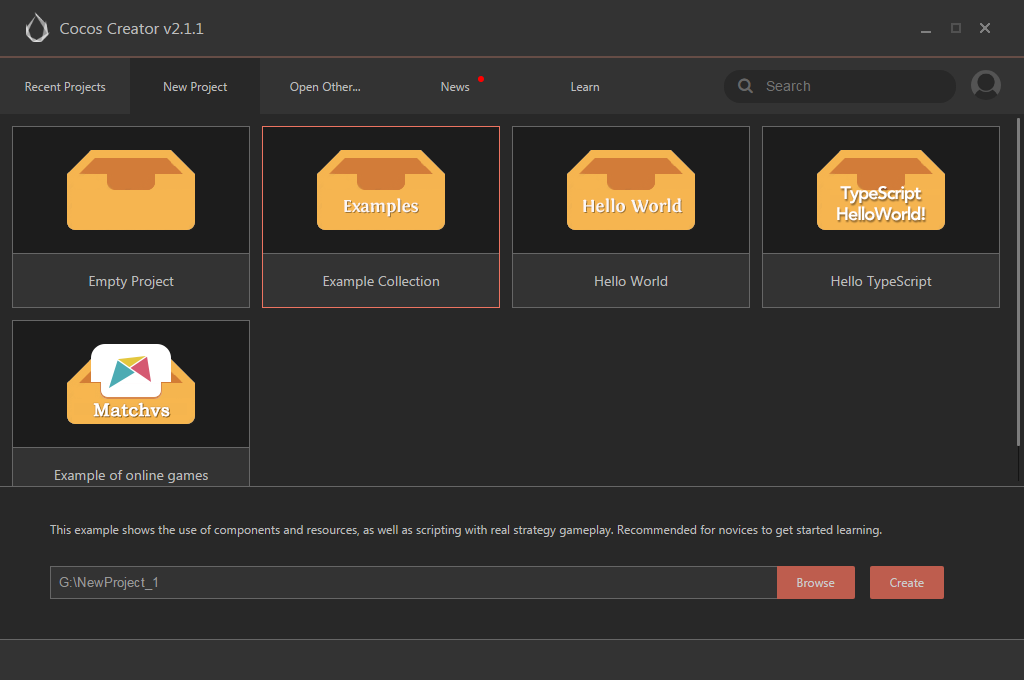 Cocos Creator v2.1.1
Recent Projects
New Project
Open Other...
News
Learn
Search
Examples
Hello World
TypeScript
HelloWorld!
Empty Project
Example Collection
Hello World
Hello TypeScript
Matchvs
Example of online games
This example shows the use of components and resources, as well as scripting with real strategy gameplay. Recommended for novices to get started learning.
G:\NewProject_1
Browse
Create